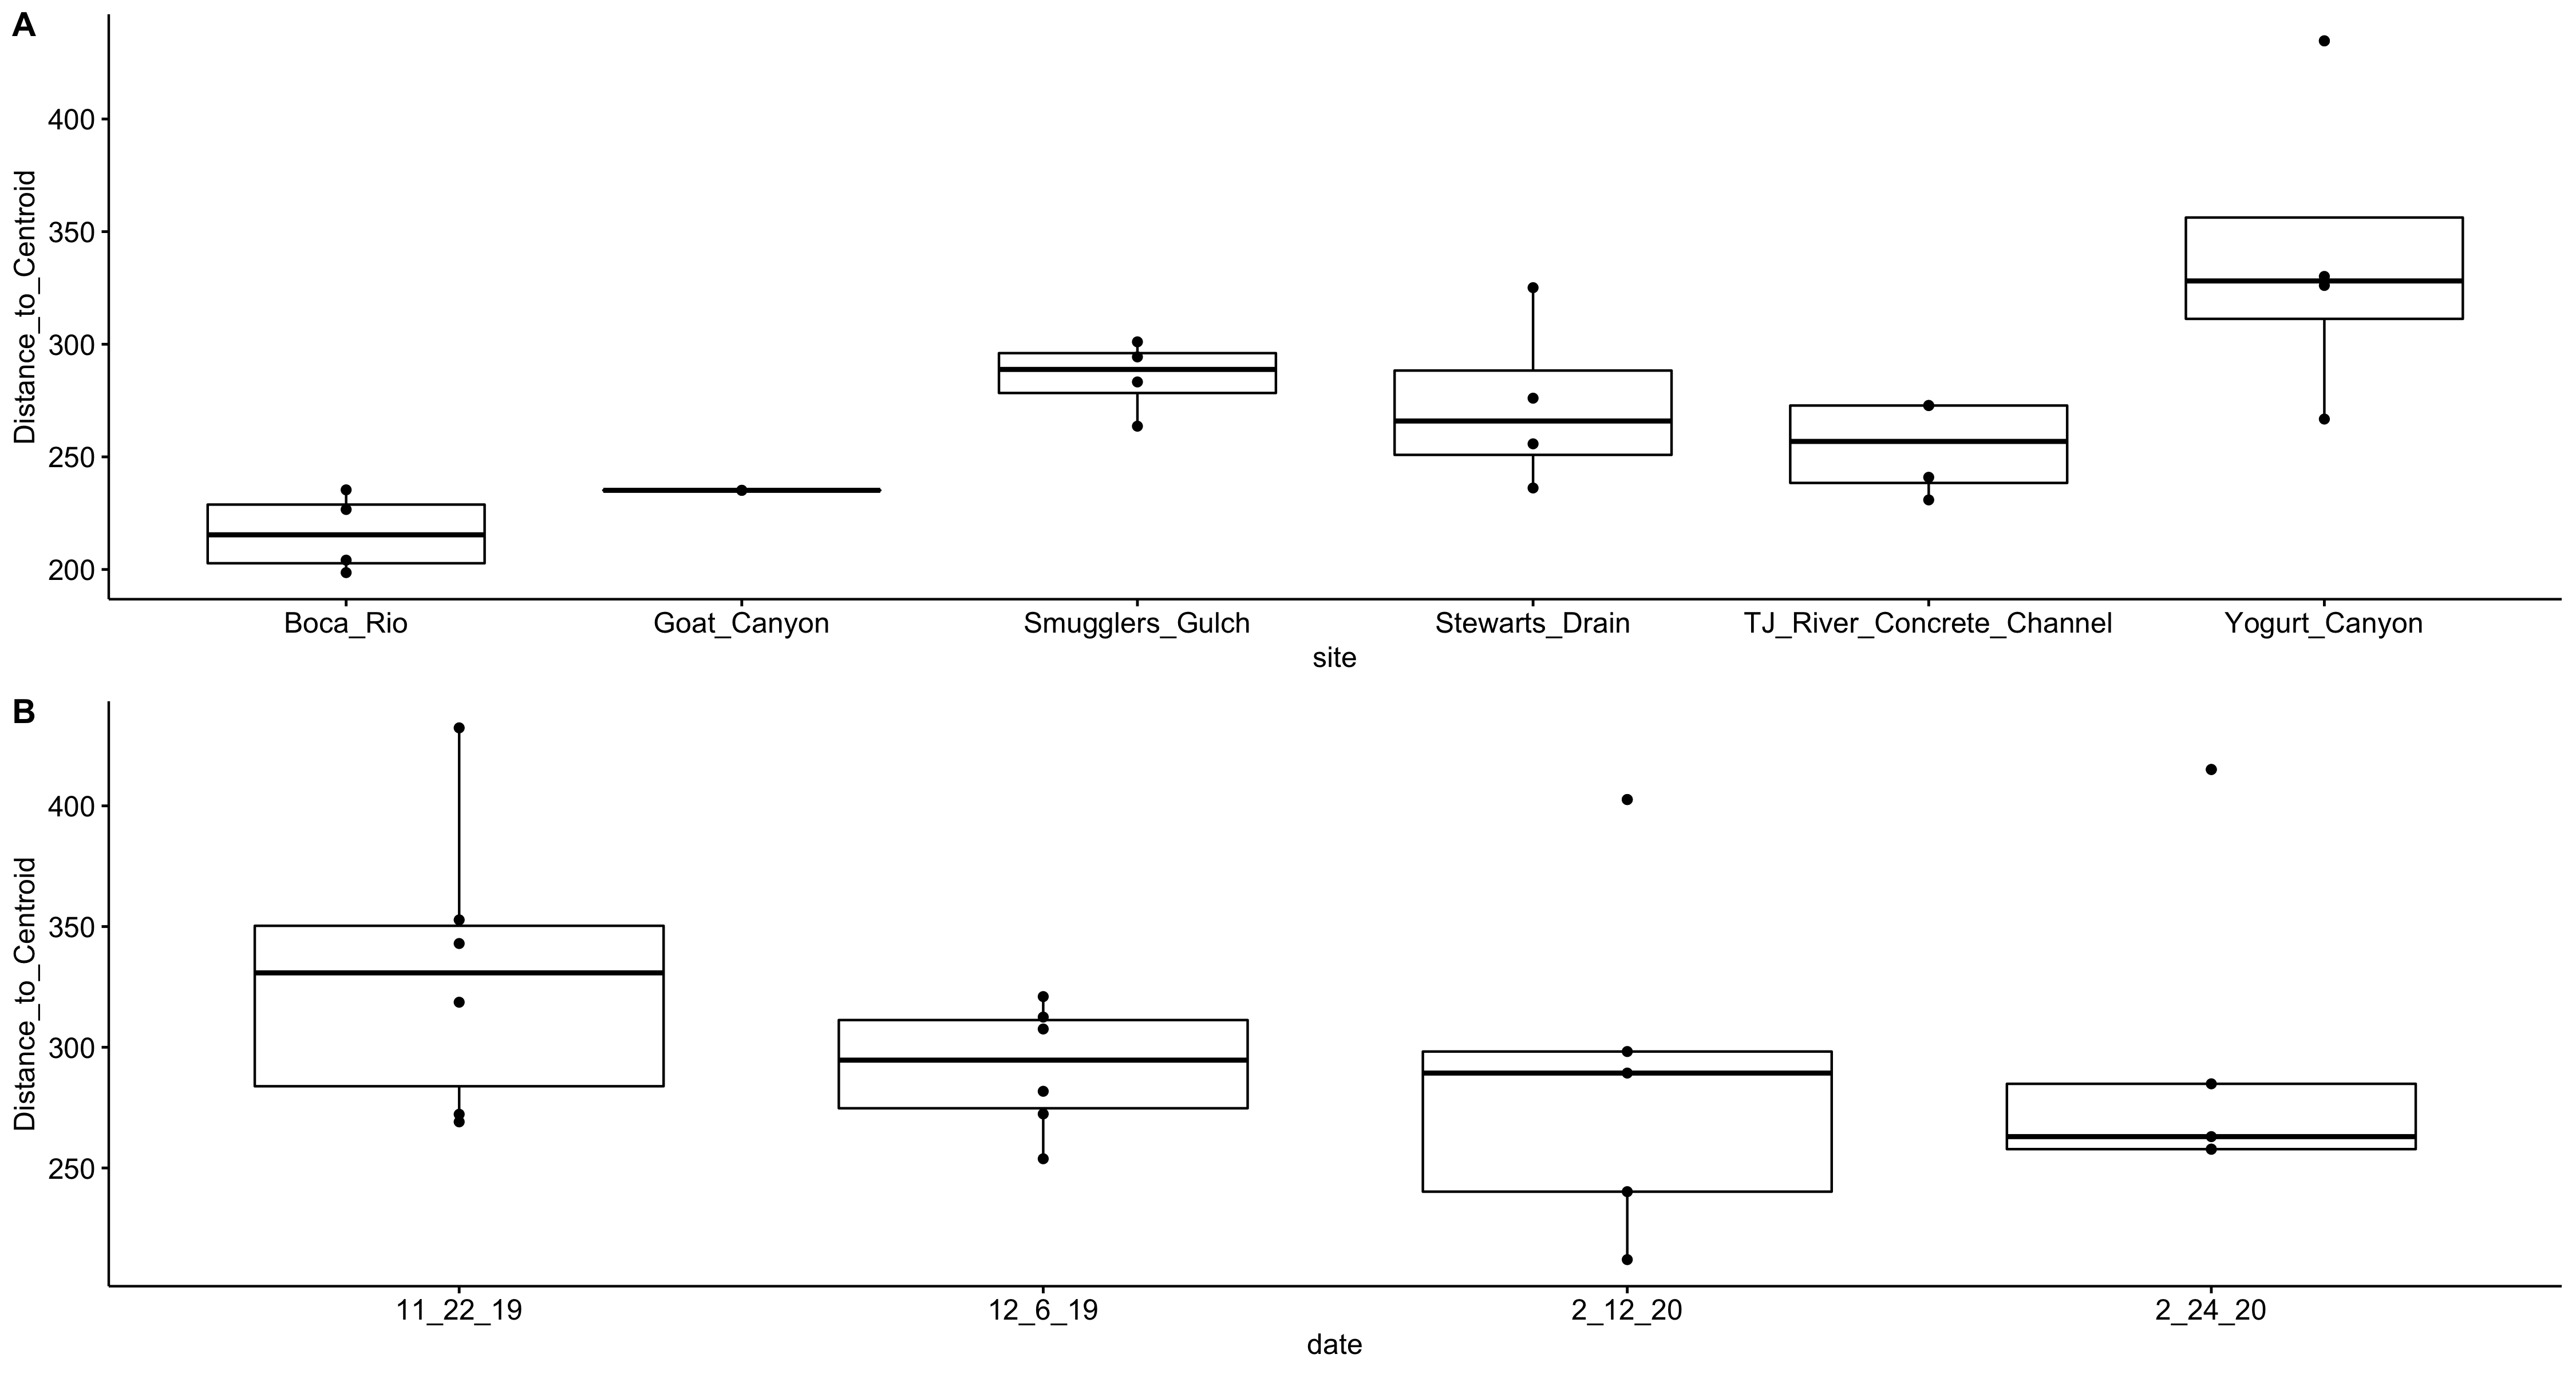 A
Distance_to_Centroid
400
350
300
250
200
Boca_Rio Goat_Canyon Smugglers_Gulch Stewarts_Drain TJ_River_Concrete_Channel Yogurt_Canyon
site
B
Distance_to_Centroid
400
350
300
250
11_22_19 12_6_19 2_12_20 2_24_20
date